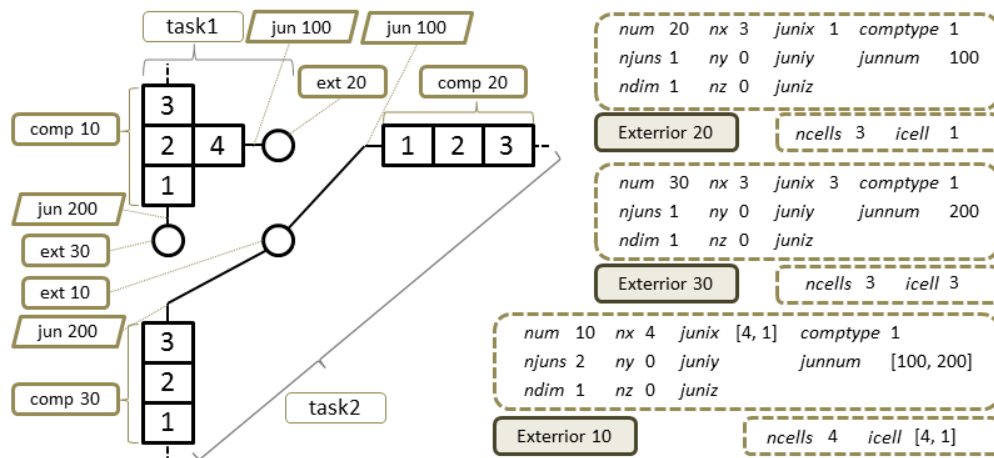 task1
jun 100
jun 100
ext 20
comp 20
3
comp 10
2
4
1
1 2 3
jun 200
ext 30
ext 10
jun 200
3
2
comp 30
1
task2
num 20 nx 3 junix 1 comptype 1
njuns 1 ny 0 juniy junnum 100
ndim 1 nz 0 juniz
Exterrior 20
ncells 3 icell 1
num 30 nx 3 junix 3 comptype 1
njuns 1 ny 0 juniy junnum 200
ndim 1 nz 0 juniz
Exterrior 30
ncells 3 icell 3
num 10 nx 4 junix [4, 1] comptype 1
njuns 2 ny 0 juniy junnum [100, 200]
ndim 1 nz 0 juniz
Exterrior 10
ncells 4 icell [4, 1]